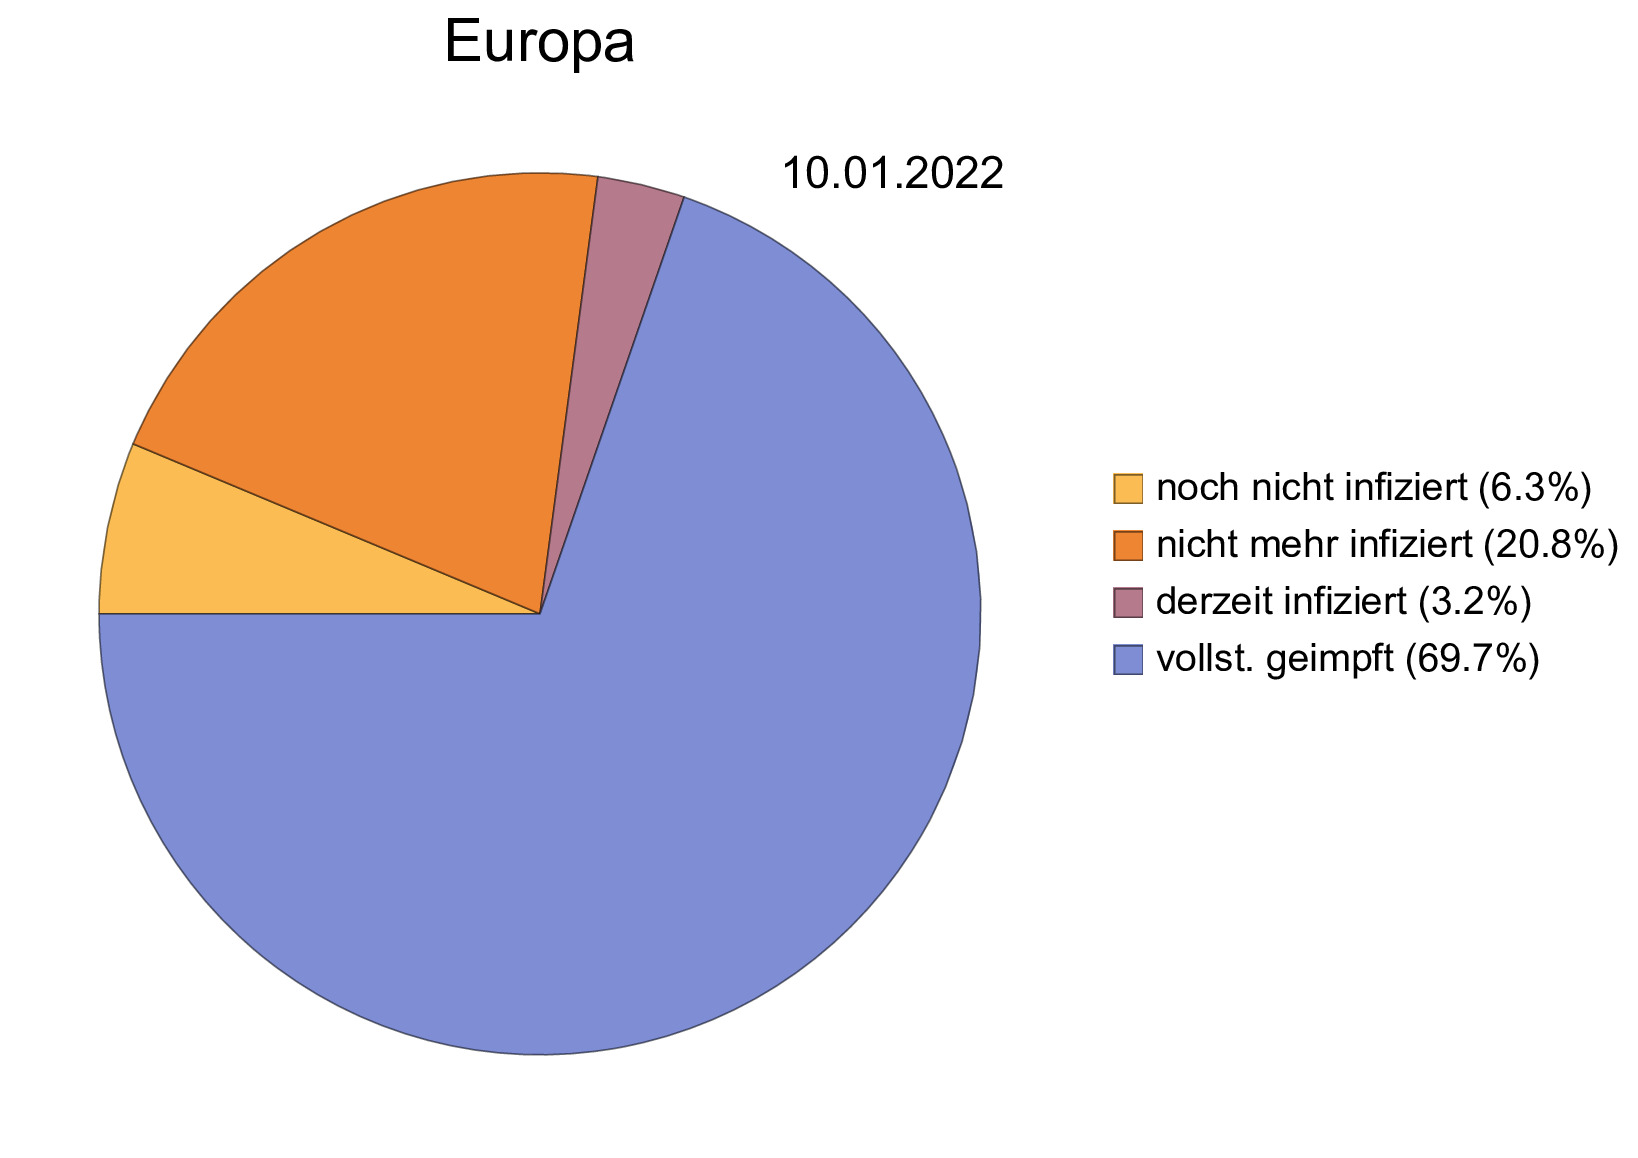 Europa
10.01.2022
noch nicht infiziert (6.3%)
nicht mehr infiziert (20.8%)
derzeit infiziert (3.2%)
vollst. geimpft (69.7%)